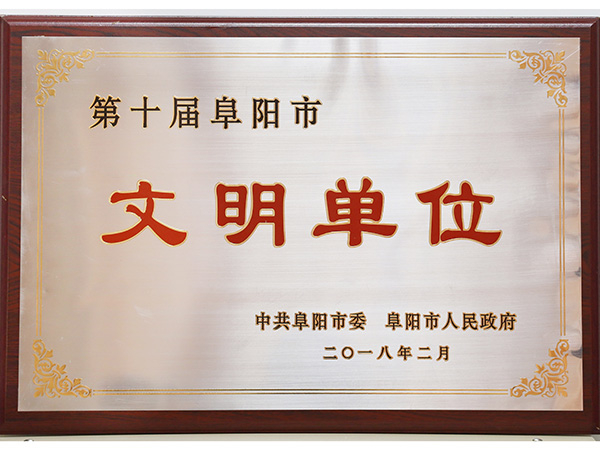 第十届阜阳市
文明单位
中共阜阳市委 阜阳市人民政府
二〇一八年二月